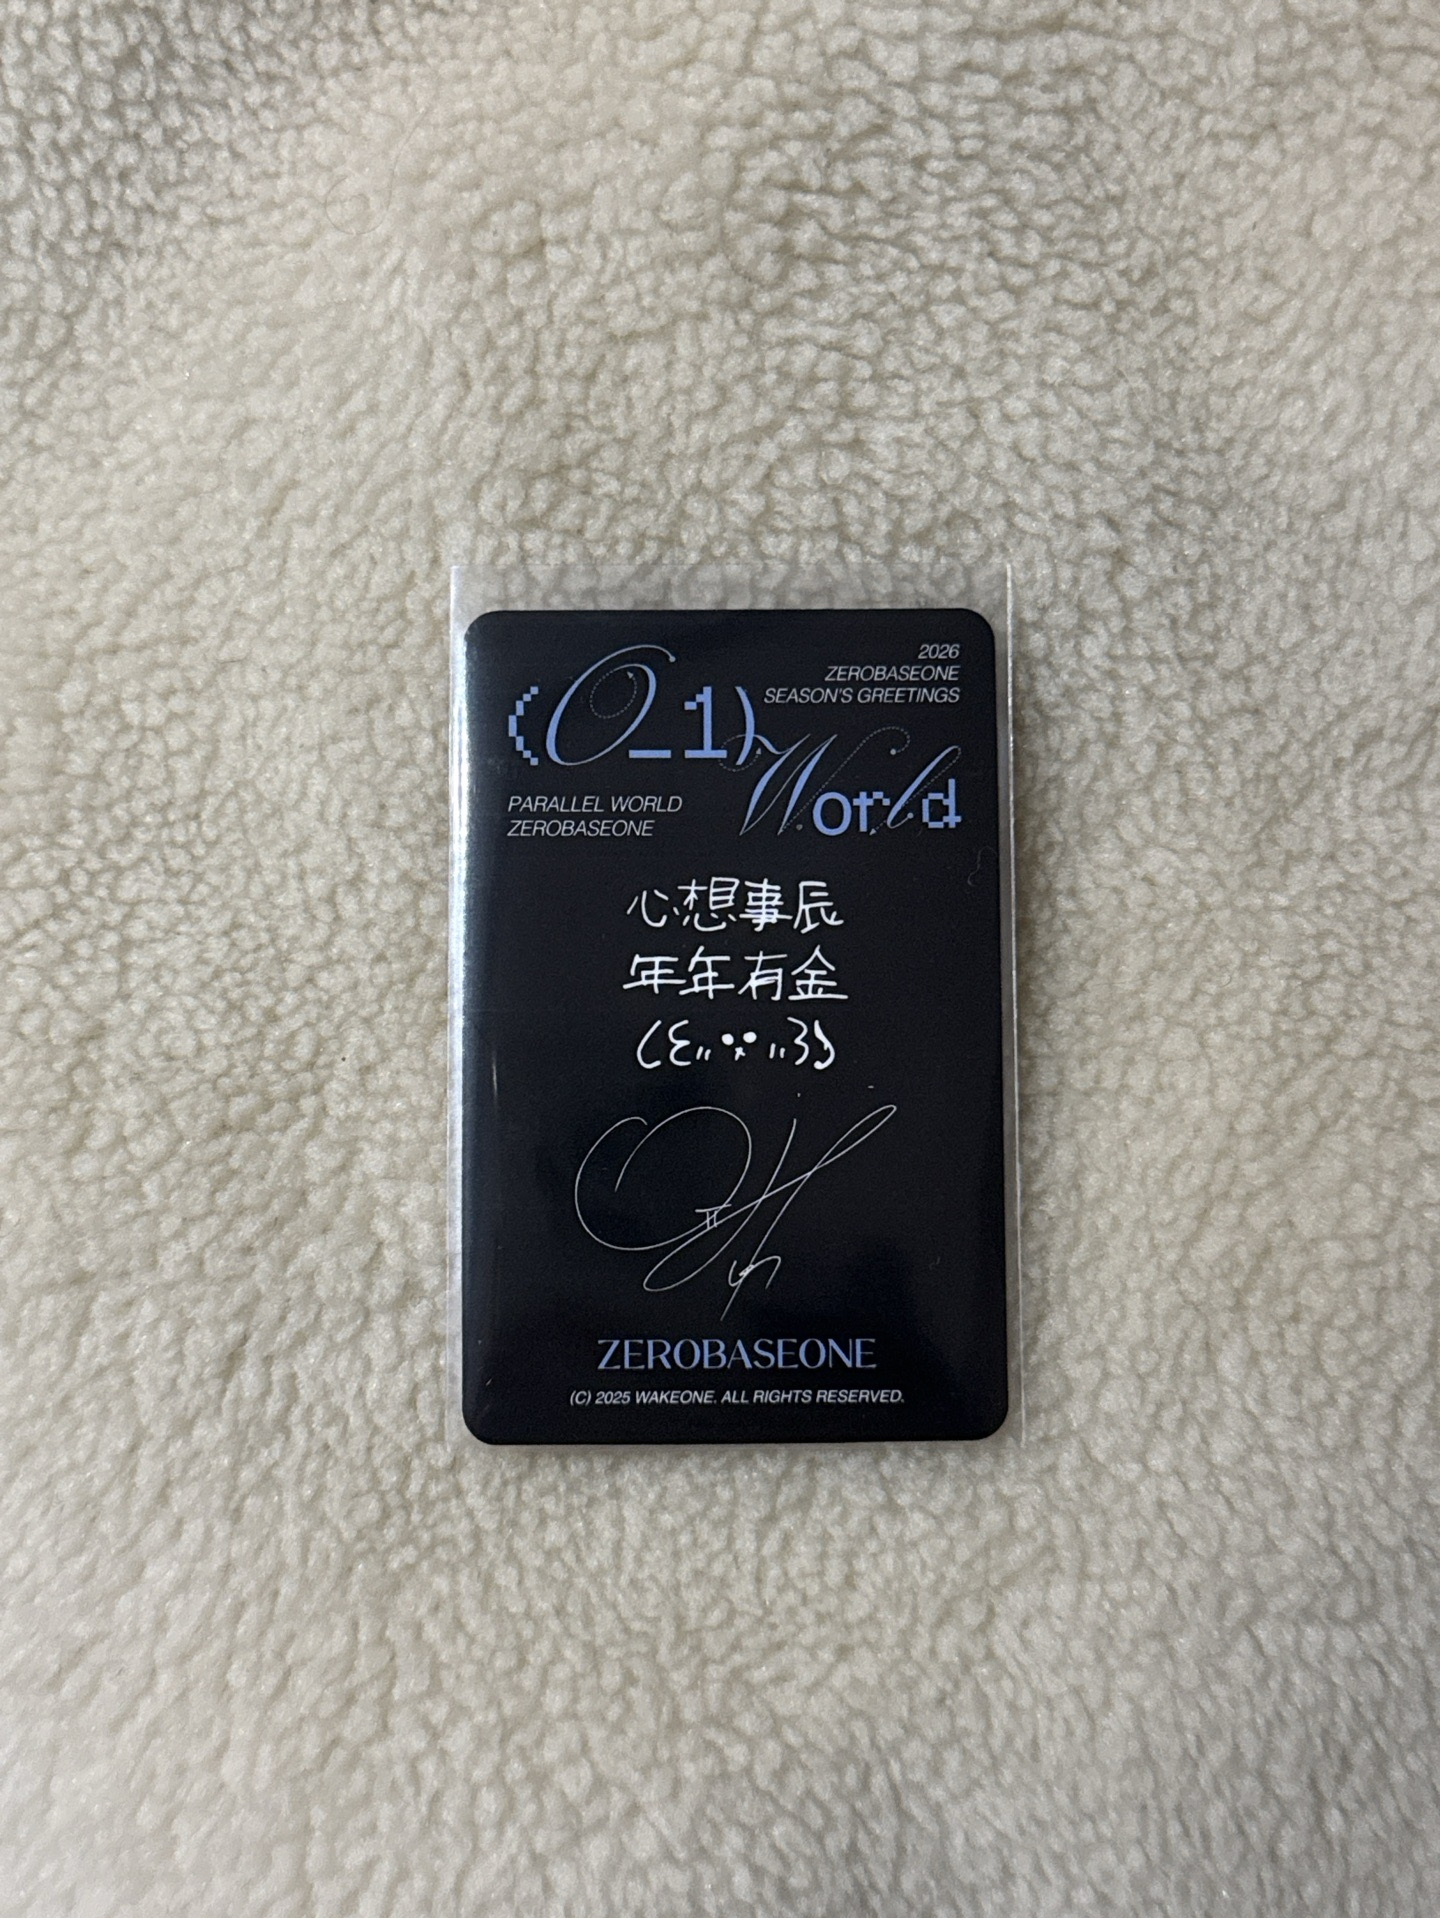 2026
ZEROBASEONE
SEASON'S GREETINGS
(0_1)
World
PARALLEL WORLD
ZEROBASEONE
心想事辰
年年有金
ZEROBASEONE
(C) 2025 WAKEONE. ALL RIGHTS RESERVED.